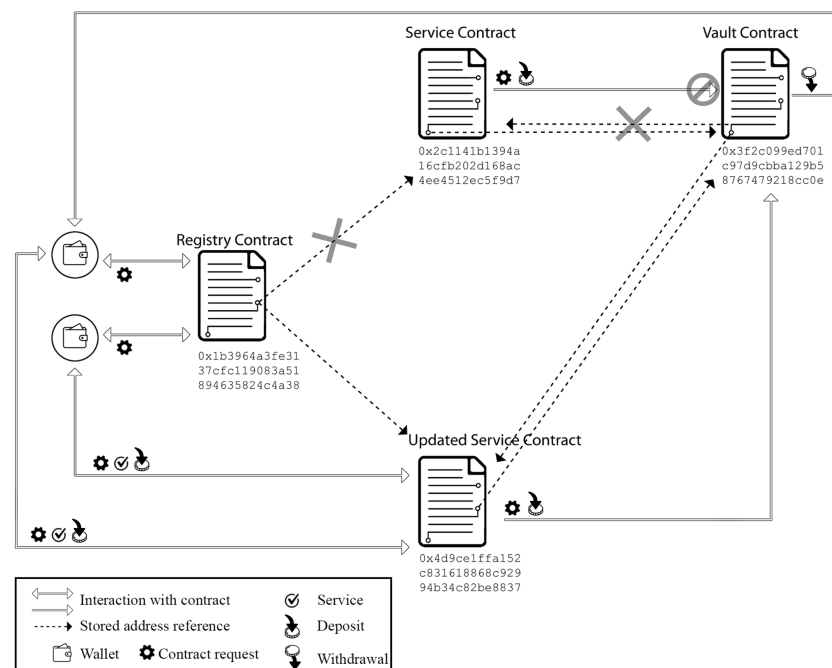 Service Contract
Vault Contract
0x2c1141b1394a
16cfb202d168ac
4ee4512ec5f9d7
0x3f2c099ed701
c97d9cbba129b5
8767479218cc0e
Registry Contract
0x1b3964a3fe31
37cfc119083a51
894635824c4a38
Updated Service Contract
0x4d9ce1ffa152
c831618868c929
94b34c82be8837
Interaction with contract
Service
Stored address reference
Deposit
Wallet
Contract request
Withdrawal